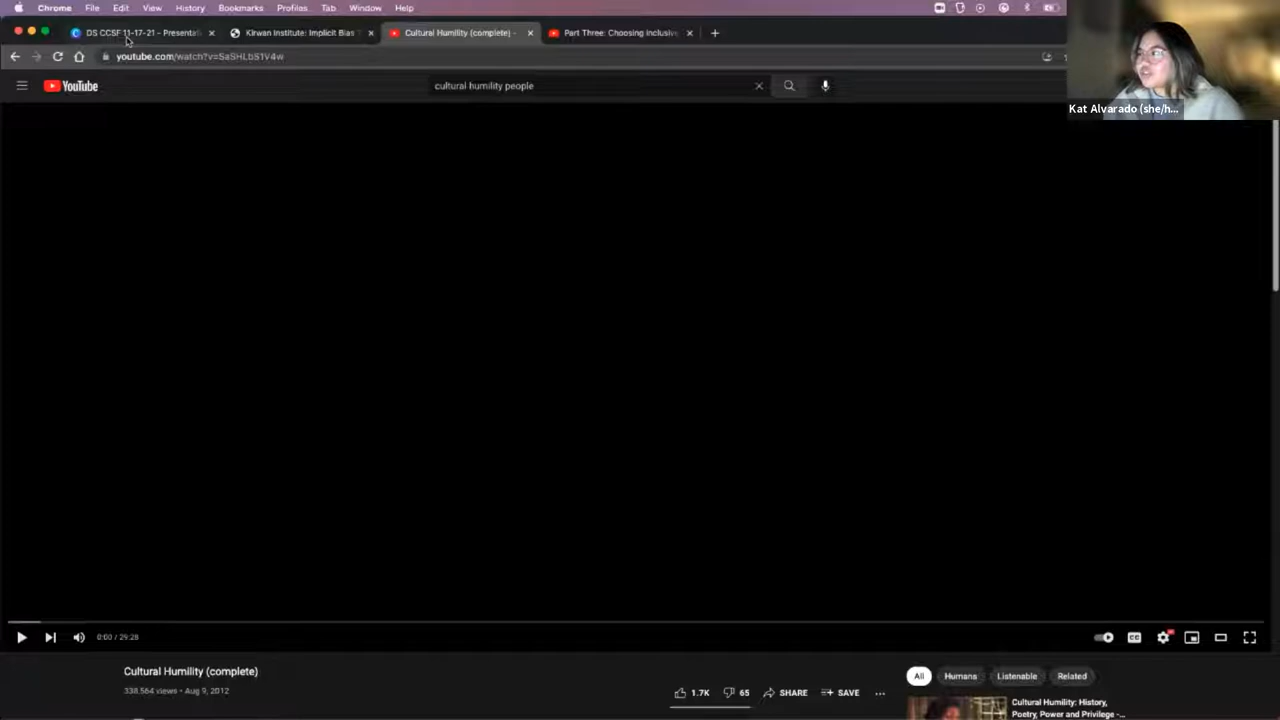 Chrome File Edit View History Bookmarks Profiles Tab Window Help
DS CCSF 11-17-21 - Presentati
Kirwan Institute: Implicit Bias T
Cultural Humility (complete) -
Part Three: Choosing Inclusive
youtube.com/watch?v=SaSHLbS1V4w
YouTube
cultural humility people
Kat Alvarado (she/h...
0:00 / 29:28
CC
Cultural Humility (complete)
338,564 views • Aug 9, 2012
1.7K 65 SHARE SAVE
All Humans Listenable Related
Cultural Humility: History,
Poetry, Power and Privilege -...